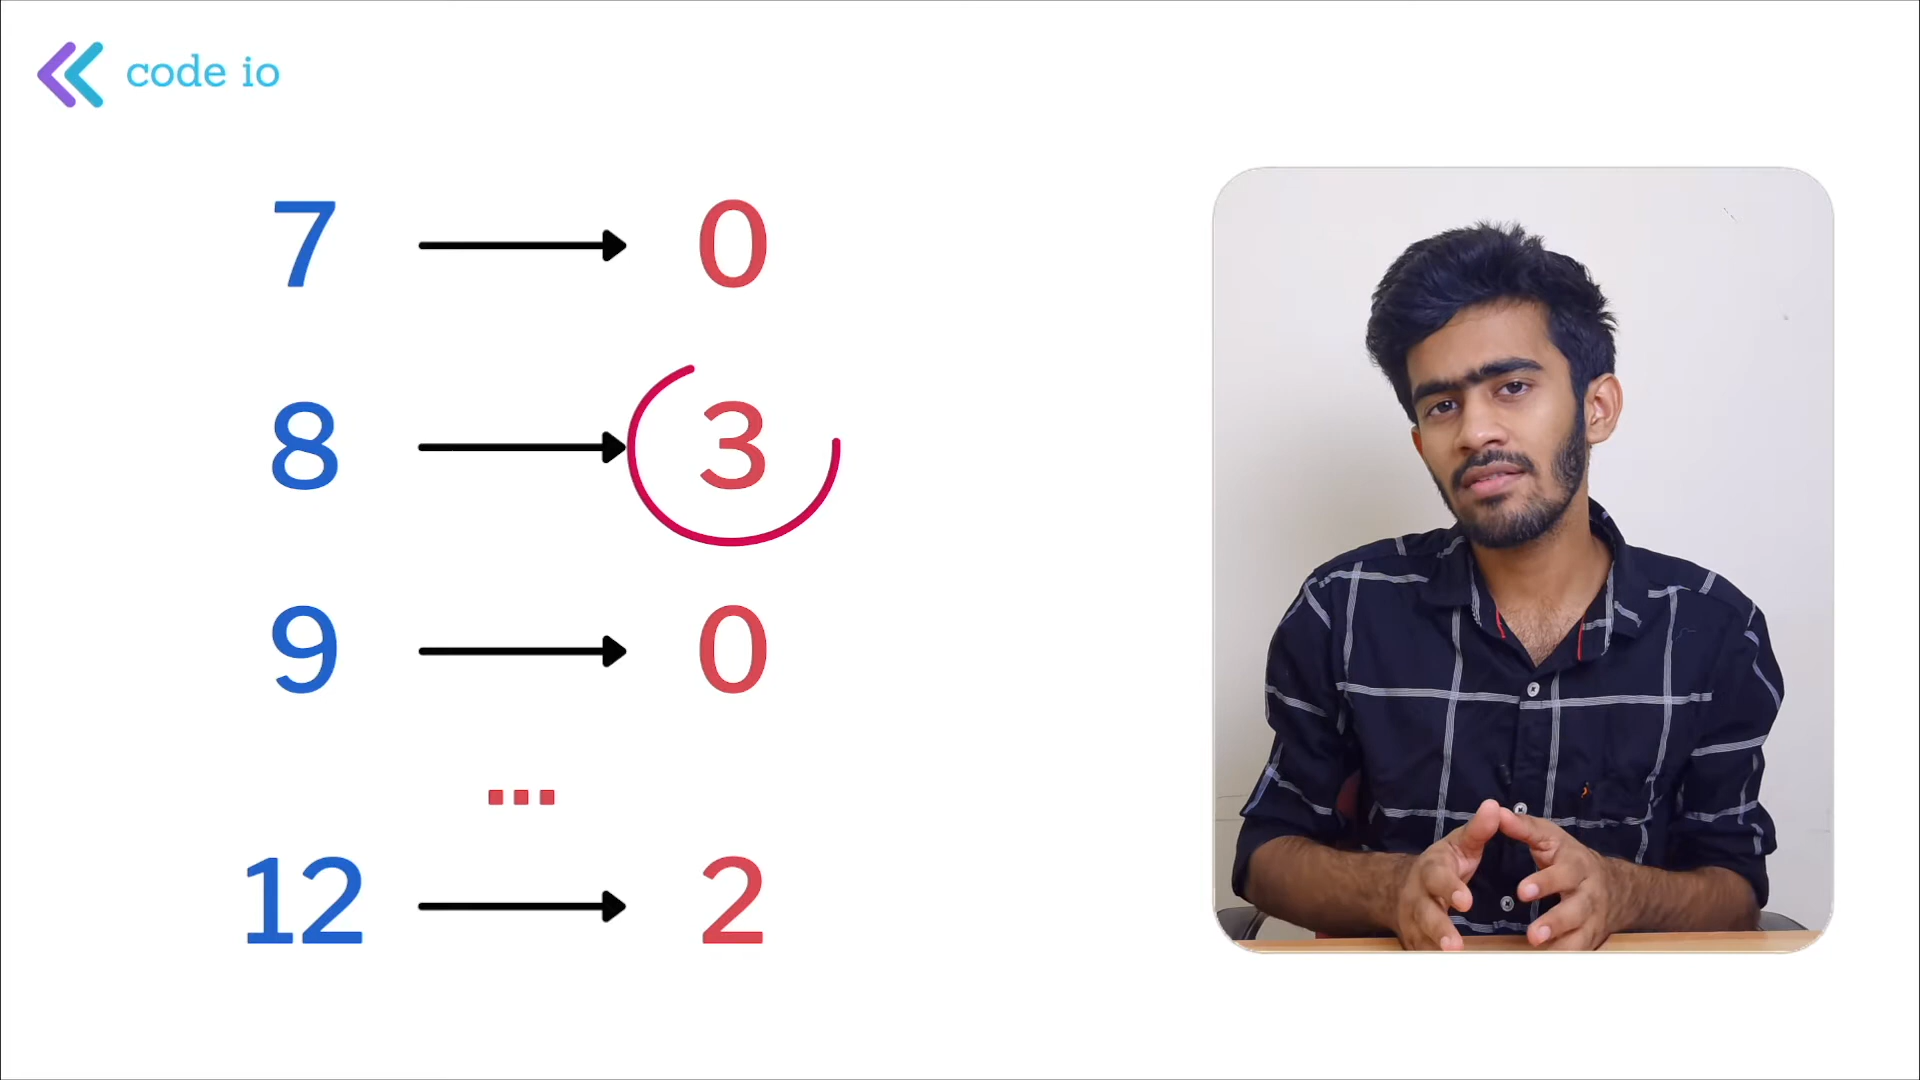 code io
7 → 0
8 → 3
9 → 0
...
12 → 2